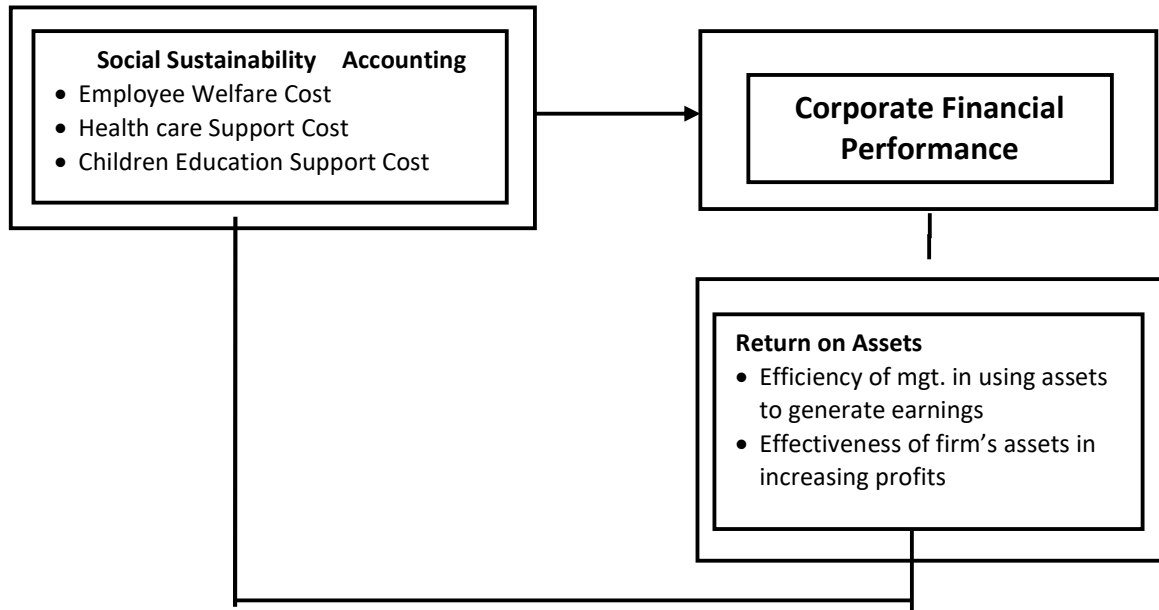 Social Sustainability Accounting
• Employee Welfare Cost
• Health care Support Cost
• Children Education Support Cost
Corporate Financial
Performance
Return on Assets
• Efficiency of mgt. in using assets
to generate earnings
• Effectiveness of firm’s assets in
increasing profits